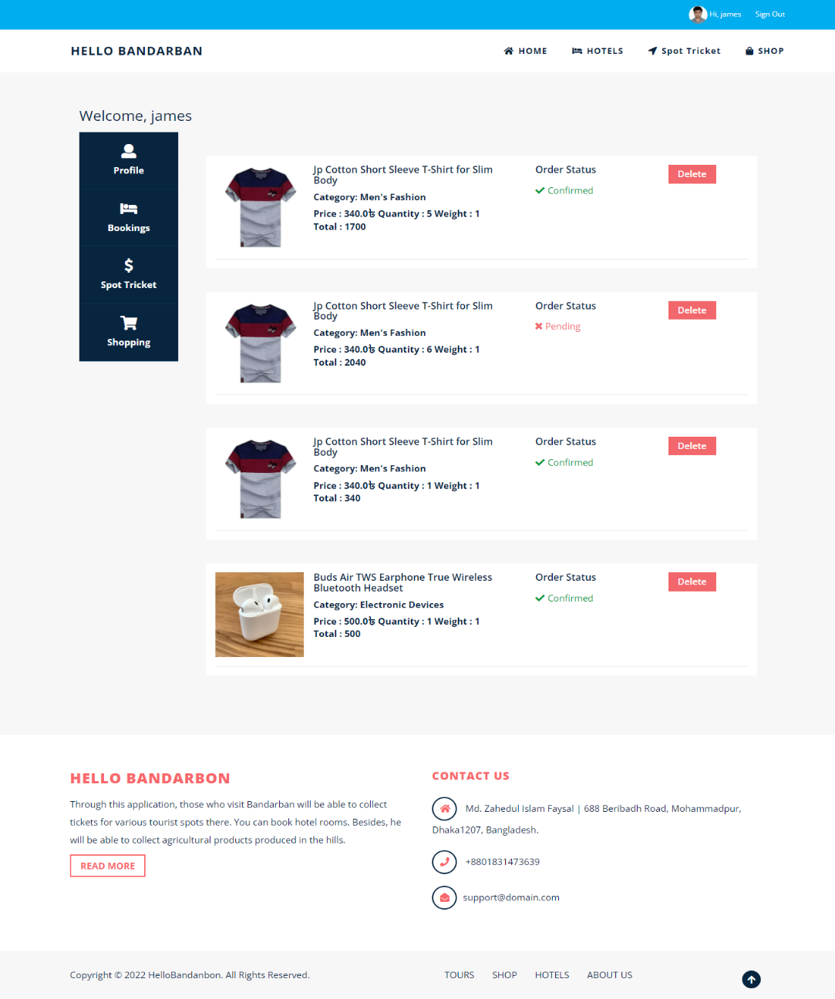 Hi, james Sign Out
HELLO BANDARBAN HOME HOTELS Spot Tricket SHOP
Welcome, james
Profile
Bookings
Spot Tricket
Shopping
Jp Cotton Short Sleeve T-Shirt for Slim
Body
Category: Men's Fashion
Price : 340.0৳ Quantity : 5 Weight : 1
Total : 1700
Order Status
Confirmed
Delete
Jp Cotton Short Sleeve T-Shirt for Slim
Body
Category: Men's Fashion
Price : 340.0৳ Quantity : 6 Weight : 1
Total : 2040
Order Status
Pending
Delete
Jp Cotton Short Sleeve T-Shirt for Slim
Body
Category: Men's Fashion
Price : 340.0৳ Quantity : 1 Weight : 1
Total : 340
Order Status
Confirmed
Delete
Buds Air TWS Earphone True Wireless
Bluetooth Headset
Category: Electronic Devices
Price : 500.0৳ Quantity : 1 Weight : 1
Total : 500
Order Status
Confirmed
Delete
HELLO BANDARBON
Through this application, those who visit Bandarban will be able to collect
tickets for various tourist spots there. You can book hotel rooms. Besides, he
will be able to collect agricultural products produced in the hills.
READ MORE
CONTACT US
Md. Zahedul Islam Faysal | 688 Beribadh Road, Mohammadpur,
Dhaka1207, Bangladesh.
+8801831473639
support@domain.com
Copyright © 2022 HelloBandanbon. All Rights Reserved. TOURS SHOP HOTELS ABOUT US